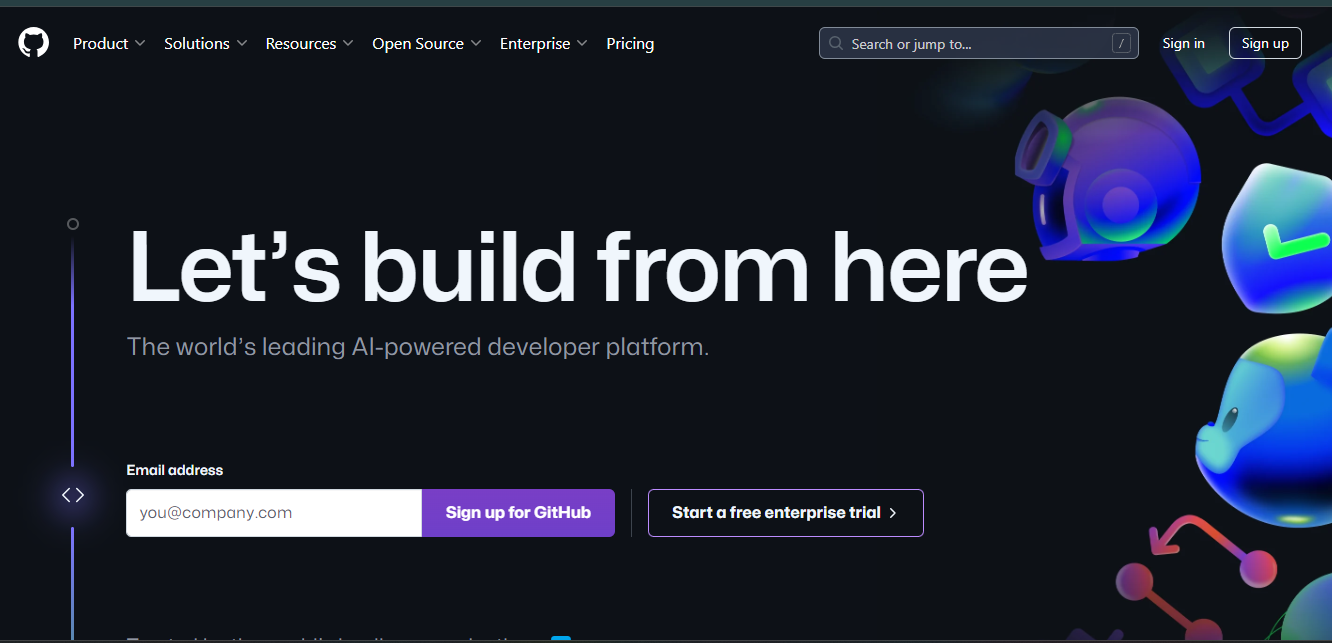 Product Solutions Resources Open Source Enterprise Pricing Search or jump to... / Sign in Sign up
Let’s build from here
The world’s leading AI-powered developer platform.
Email address
you@company.com Sign up for GitHub Start a free enterprise trial